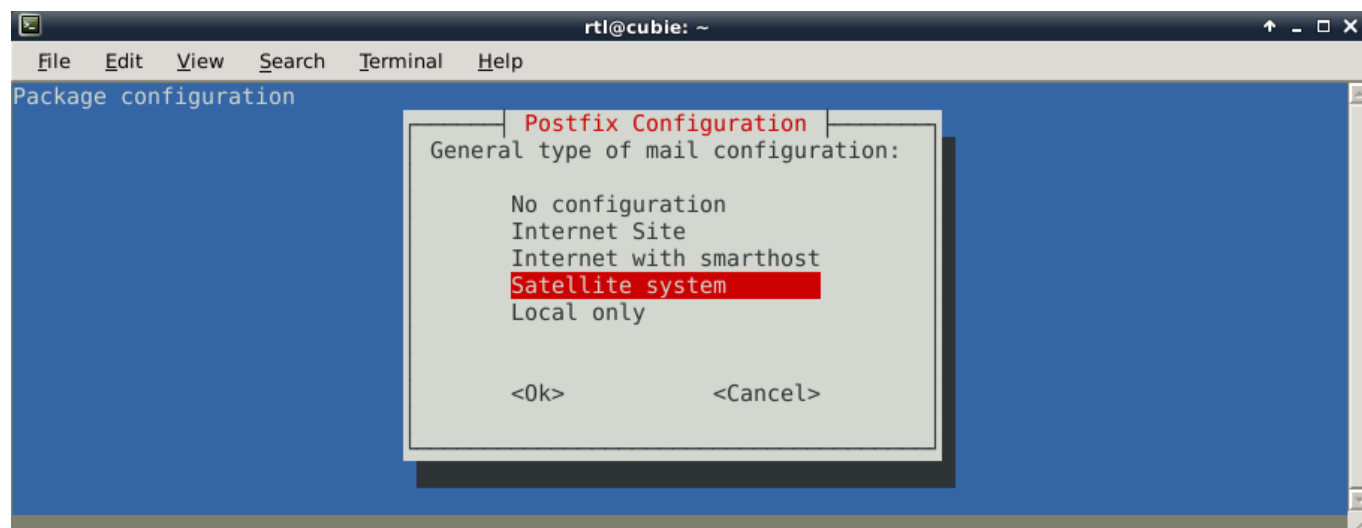 rtl@cubie: ~
File Edit View Search Terminal Help
Package configuration
Postfix Configuration
General type of mail configuration:
No configuration
Internet Site
Internet with smarthost
Satellite system
Local only
<Ok> <Cancel>